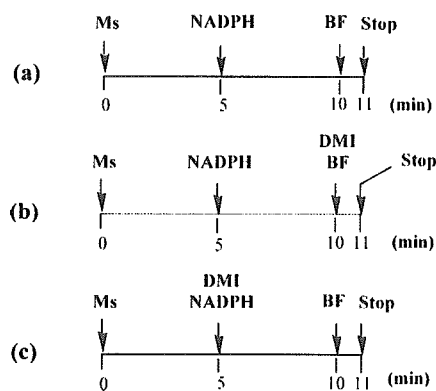 Ms NADPH BF Stop
(a)
0 5 10 11 (min)
DMI
Ms NADPH BF Stop
(b)
0 5 10 11 (min)
DMI
Ms NADPH BF Stop
(c)
0 5 10 11 (min)